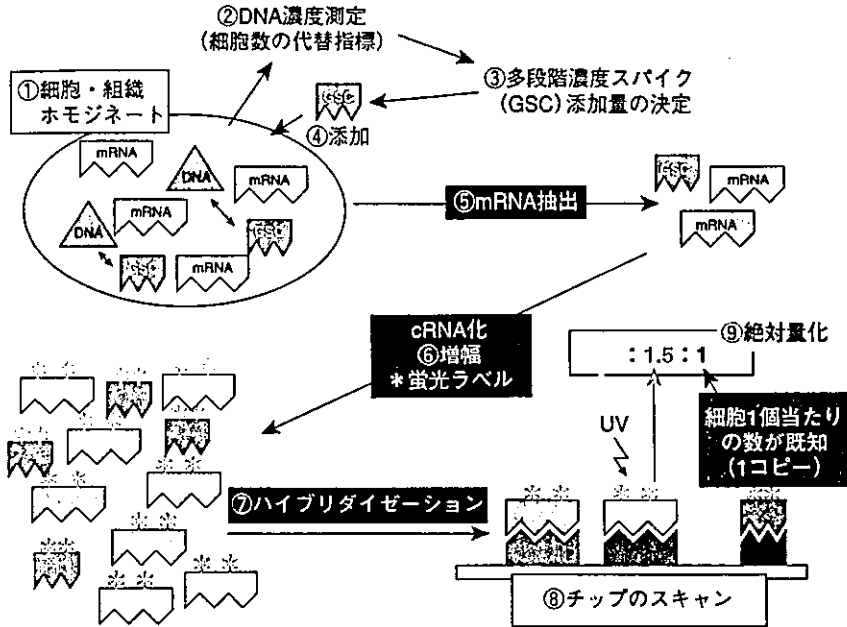 ②DNA濃度測定
(細胞数の代替指標)
③多段階濃度スパイク
(GSC)添加量の決定
①細胞・組織
ホモジネート
GSC
④添加
mRNA
DNA
mRNA
mRNA
DNA
GSC
GSC
mRNA
⑤mRNA抽出
GSC
mRNA
mRNA
cRNA化
⑥増幅
*蛍光ラベル
⑨絶対量化
:1.5:1
細胞1個当たり
の数が既知
(1コピー)
UV
⑦ハイブリダイゼーション
⑧チップのスキャン